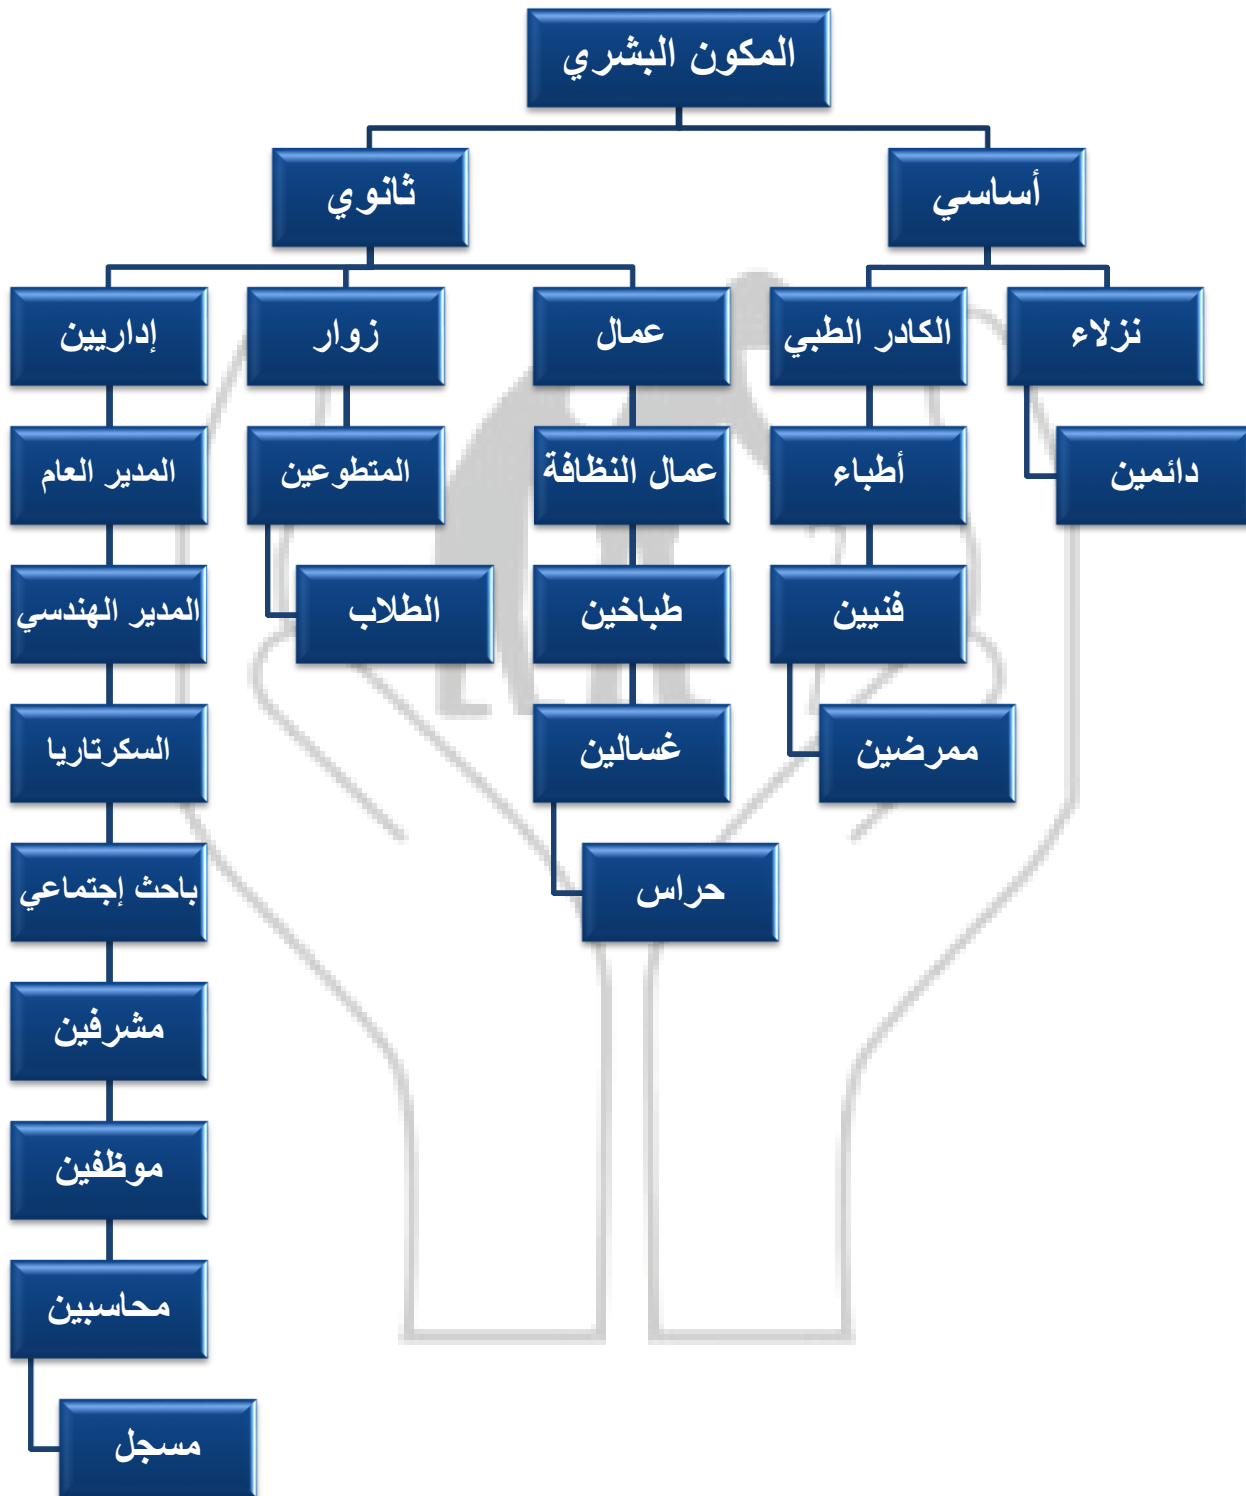 المكون البشري
أساسي
ثانوي
نزلاء
الكادر الطبي
عمال
زوار
إداريين
دائمين
أطباء
عمال النظافة
المتطوعين
المدير العام
فنيين
طباخين
الطلاب
المدير الهندسي
ممرضين
غسالين
السكرتاريا
حراس
باحث إجتماعي
مشرفين
موظفين
محاسبين
مسجل